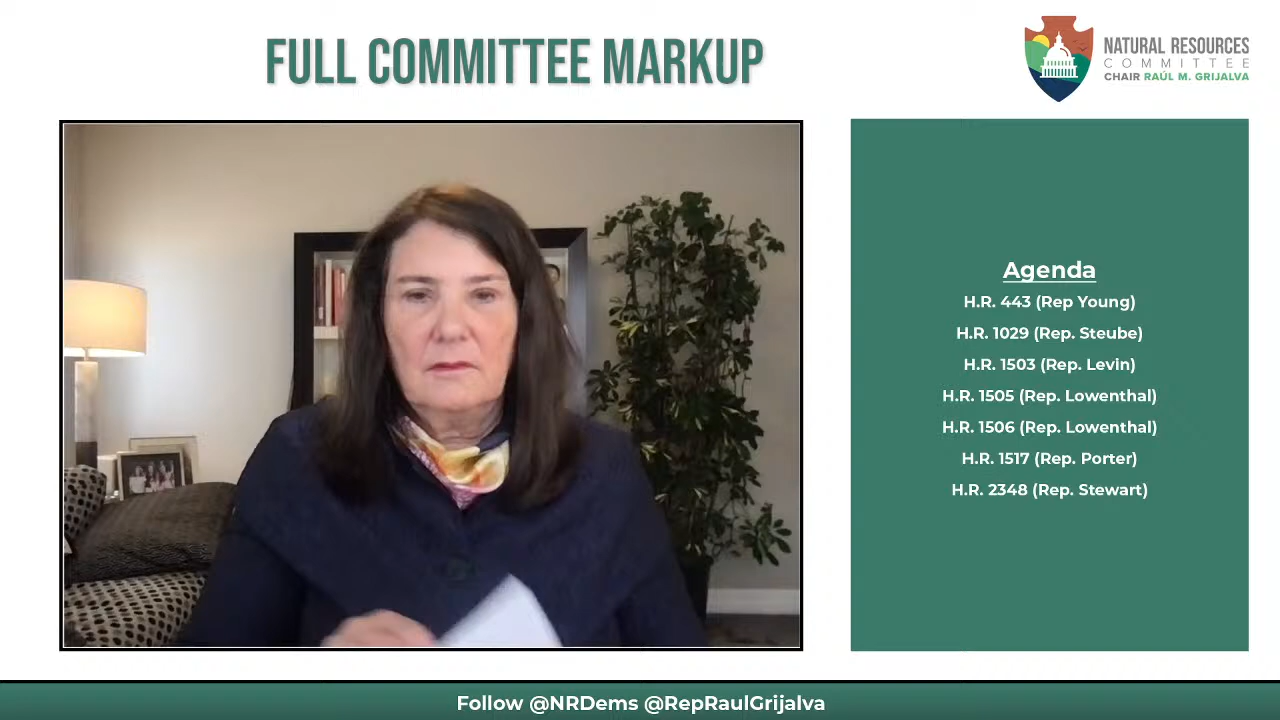 FULL COMMITTEE MARKUP
NATURAL RESOURCES
COMMITTEE
CHAIR RAÚL M. GRIJALVA
Agenda
H.R. 443 (Rep Young)
H.R. 1029 (Rep. Steube)
H.R. 1503 (Rep. Levin)
H.R. 1505 (Rep. Lowenthal)
H.R. 1506 (Rep. Lowenthal)
H.R. 1517 (Rep. Porter)
H.R. 2348 (Rep. Stewart)
Follow @NRDems @RepRaulGrijalva